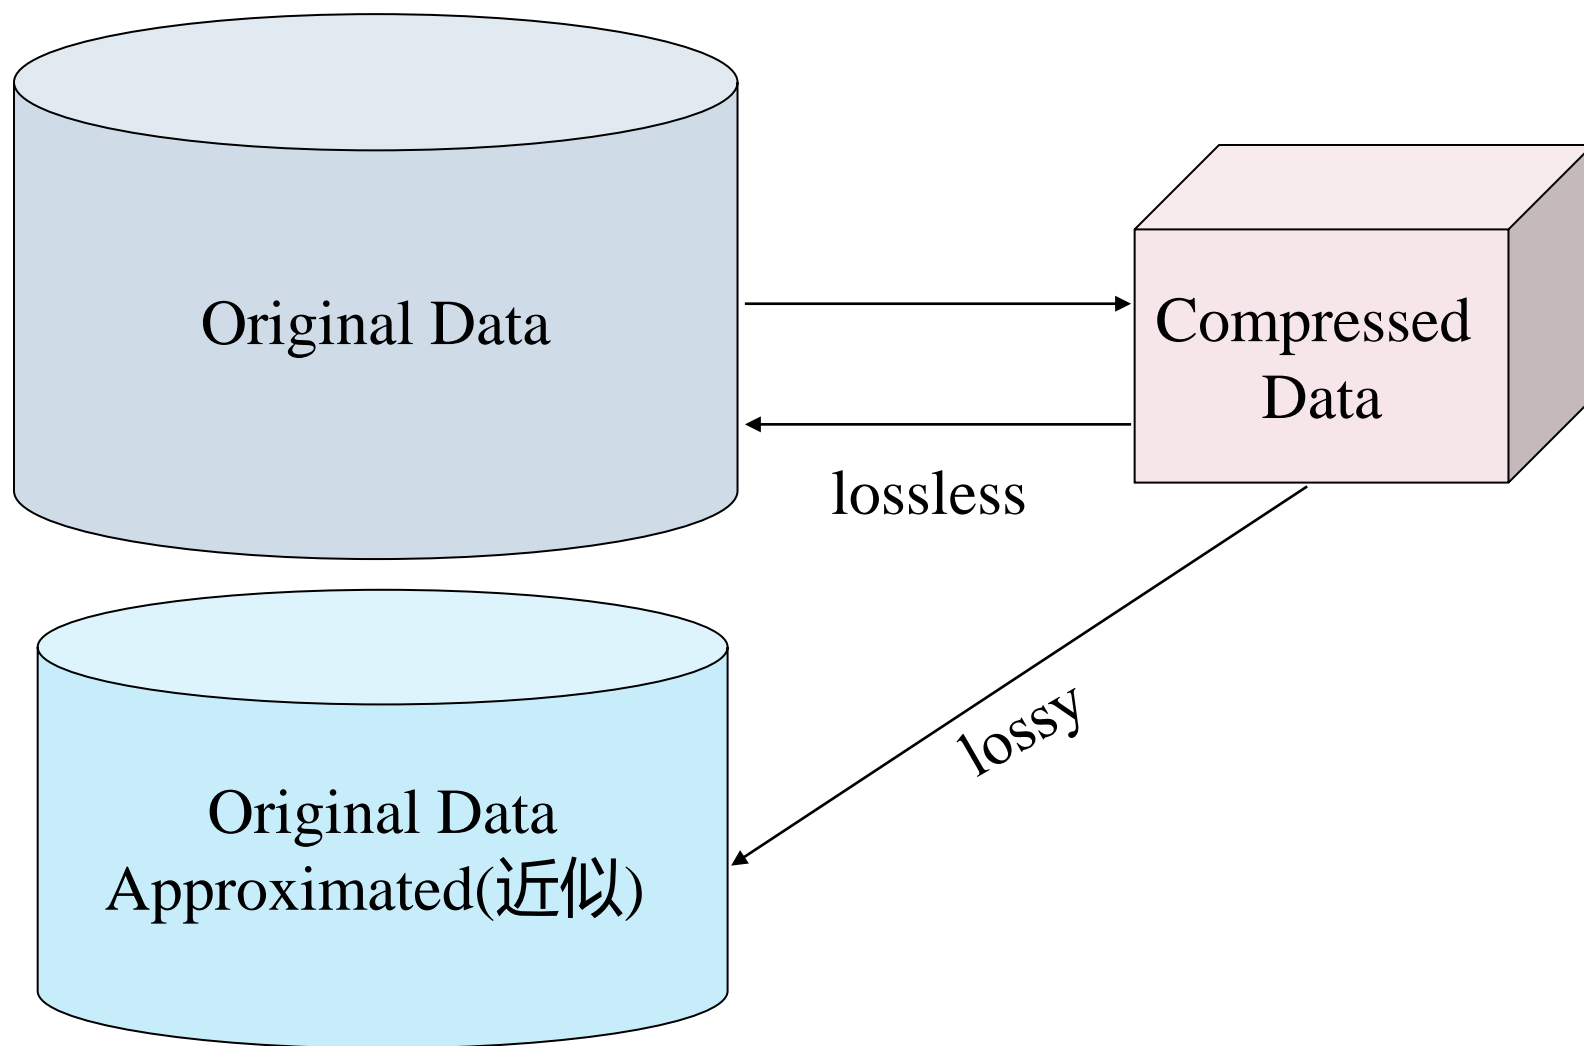 Original Data
Compressed
Data
lossless
lossy
Original Data
Approximated(近似)